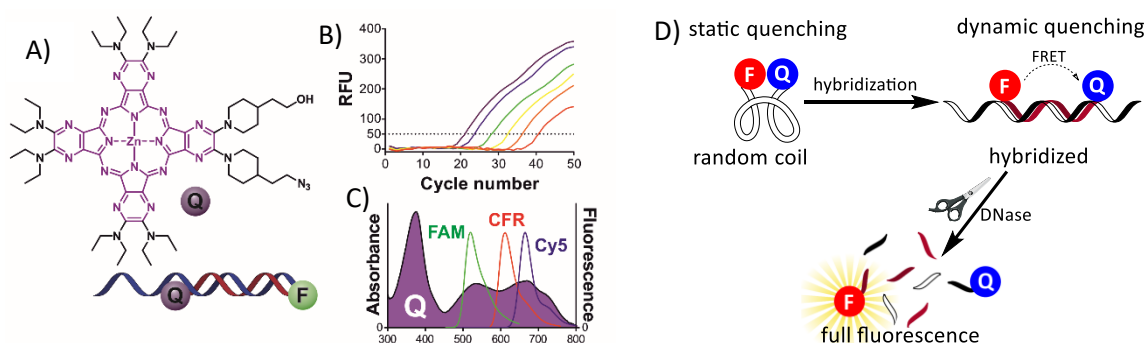 A)
N N
N N
N N
N N N
N N N N OH
N N Zn N N
N N N N
N N N N₃
N N
N N
Q
Q F
B)
400
300
200
100
50
0
RFU
0 10 20 30 40 50
Cycle number
C)
Absorbance
Fluorescence
FAM
CFR
Cy5
Q
300 400 500 600 700 800
D)
static quenching
dynamic quenching
F Q
hybridization
FRET
F Q
random coil
hybridized
DNase
F
Q
full fluorescence